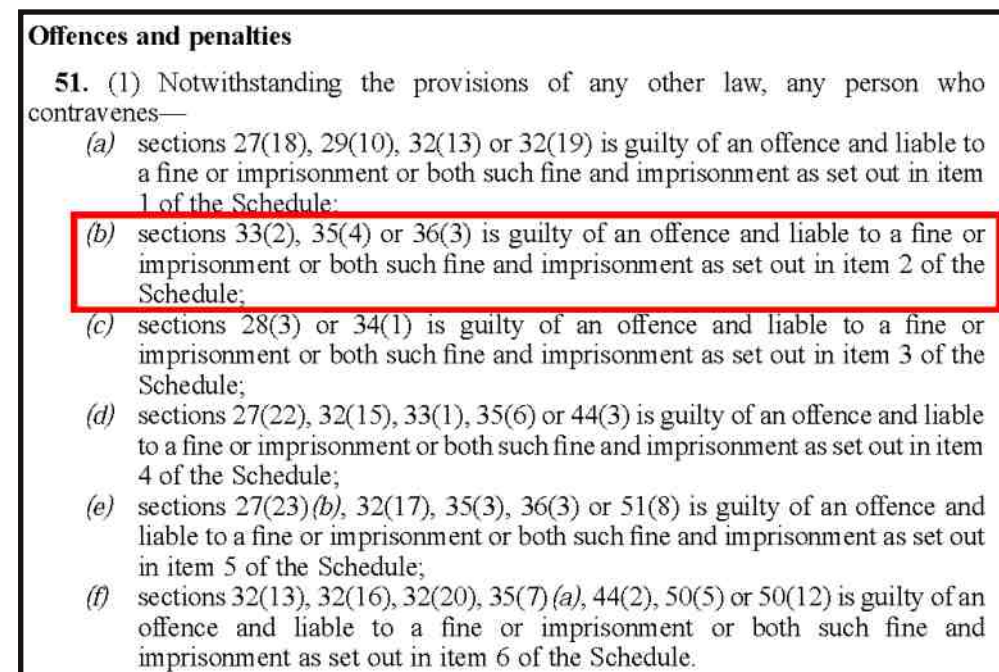 Offences and penalties
51. (1) Notwithstanding the provisions of any other law, any person who
contravenes—
(a) sections 27(18), 29(10), 32(13) or 32(19) is guilty of an offence and liable to
a fine or imprisonment or both such fine and imprisonment as set out in item
1 of the Schedule;
(b) sections 33(2), 35(4) or 36(3) is guilty of an offence and liable to a fine or
imprisonment or both such fine and imprisonment as set out in item 2 of the
Schedule;
(c) sections 28(3) or 34(1) is guilty of an offence and liable to a fine or
imprisonment or both such fine and imprisonment as set out in item 3 of the
Schedule;
(d) sections 27(22), 32(15), 33(1), 35(6) or 44(3) is guilty of an offence and liable
to a fine or imprisonment or both such fine and imprisonment as set out in item
4 of the Schedule;
(e) sections 27(23)(b), 32(17), 35(3), 36(3) or 51(8) is guilty of an offence and
liable to a fine or imprisonment or both such fine and imprisonment as set out
in item 5 of the Schedule;
(f) sections 32(13), 32(16), 32(20), 35(7)(a), 44(2), 50(5) or 50(12) is guilty of an
offence and liable to a fine or imprisonment or both such fine and
imprisonment as set out in item 6 of the Schedule.